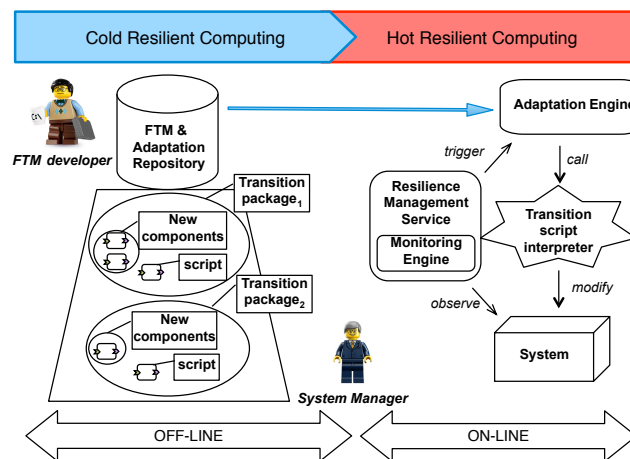 Cold Resilient Computing
Hot Resilient Computing
FTM developer
FTM &
Adaptation
Repository
Adaptation Engine
trigger
call
Resilience
Management
Service
Monitoring
Engine
Transition
script
interpreter
observe
modify
System
Transition
package1
New
components
script
Transition
package2
New
components
script
System Manager
OFF-LINE
ON-LINE